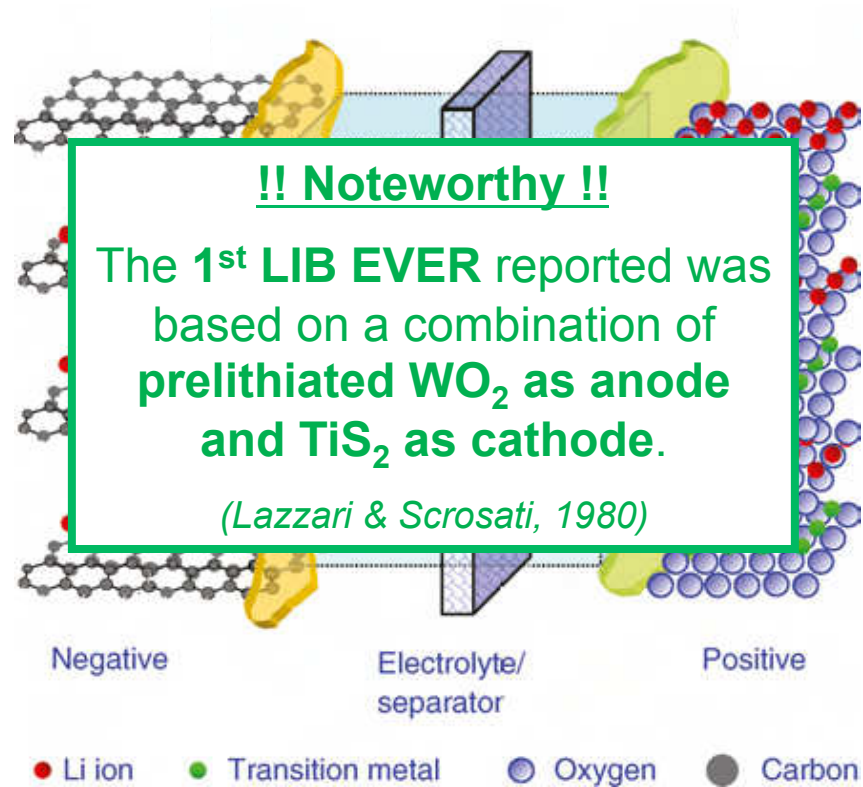 !! Noteworthy !!
The 1st LIB EVER reported was
based on a combination of
prelithiated WO₂ as anode
and TiS₂ as cathode.
(Lazzari & Scrosati, 1980)
Negative
Electrolyte/
separator
Positive
Li ion
Transition metal
Oxygen
Carbon